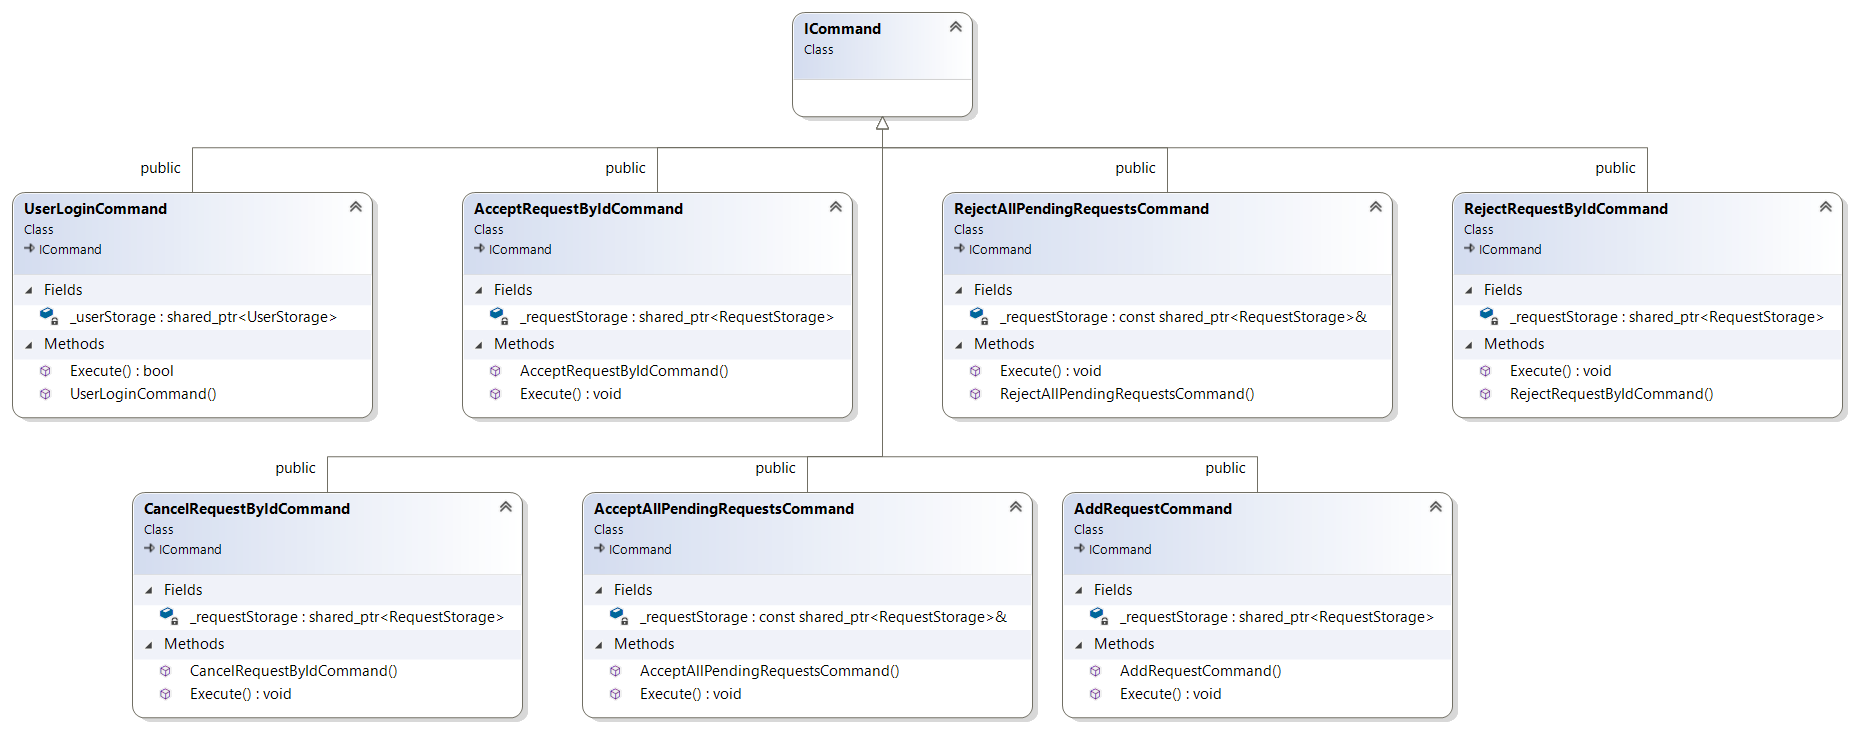 ICommand
Class
public
public
public
public
UserLoginCommand
Class
ICommand
Fields
_userStorage : shared_ptr<UserStorage>
Methods
Execute() : bool
UserLoginCommand()
AcceptRequestByIdCommand
Class
ICommand
Fields
_requestStorage : shared_ptr<RequestStorage>
Methods
AcceptRequestByIdCommand()
Execute() : void
RejectAllPendingRequestsCommand
Class
ICommand
Fields
_requestStorage : const shared_ptr<RequestStorage>&
Methods
Execute() : void
RejectAllPendingRequestsCommand()
RejectRequestByIdCommand
Class
ICommand
Fields
_requestStorage : shared_ptr<RequestStorage>
Methods
Execute() : void
RejectRequestByIdCommand()
public
public
public
CancelRequestByIdCommand
Class
ICommand
Fields
_requestStorage : shared_ptr<RequestStorage>
Methods
CancelRequestByIdCommand()
Execute() : void
AcceptAllPendingRequestsCommand
Class
ICommand
Fields
_requestStorage : const shared_ptr<RequestStorage>&
Methods
AcceptAllPendingRequestsCommand()
Execute() : void
AddRequestCommand
Class
ICommand
Fields
_requestStorage : shared_ptr<RequestStorage>
Methods
AddRequestCommand()
Execute() : void